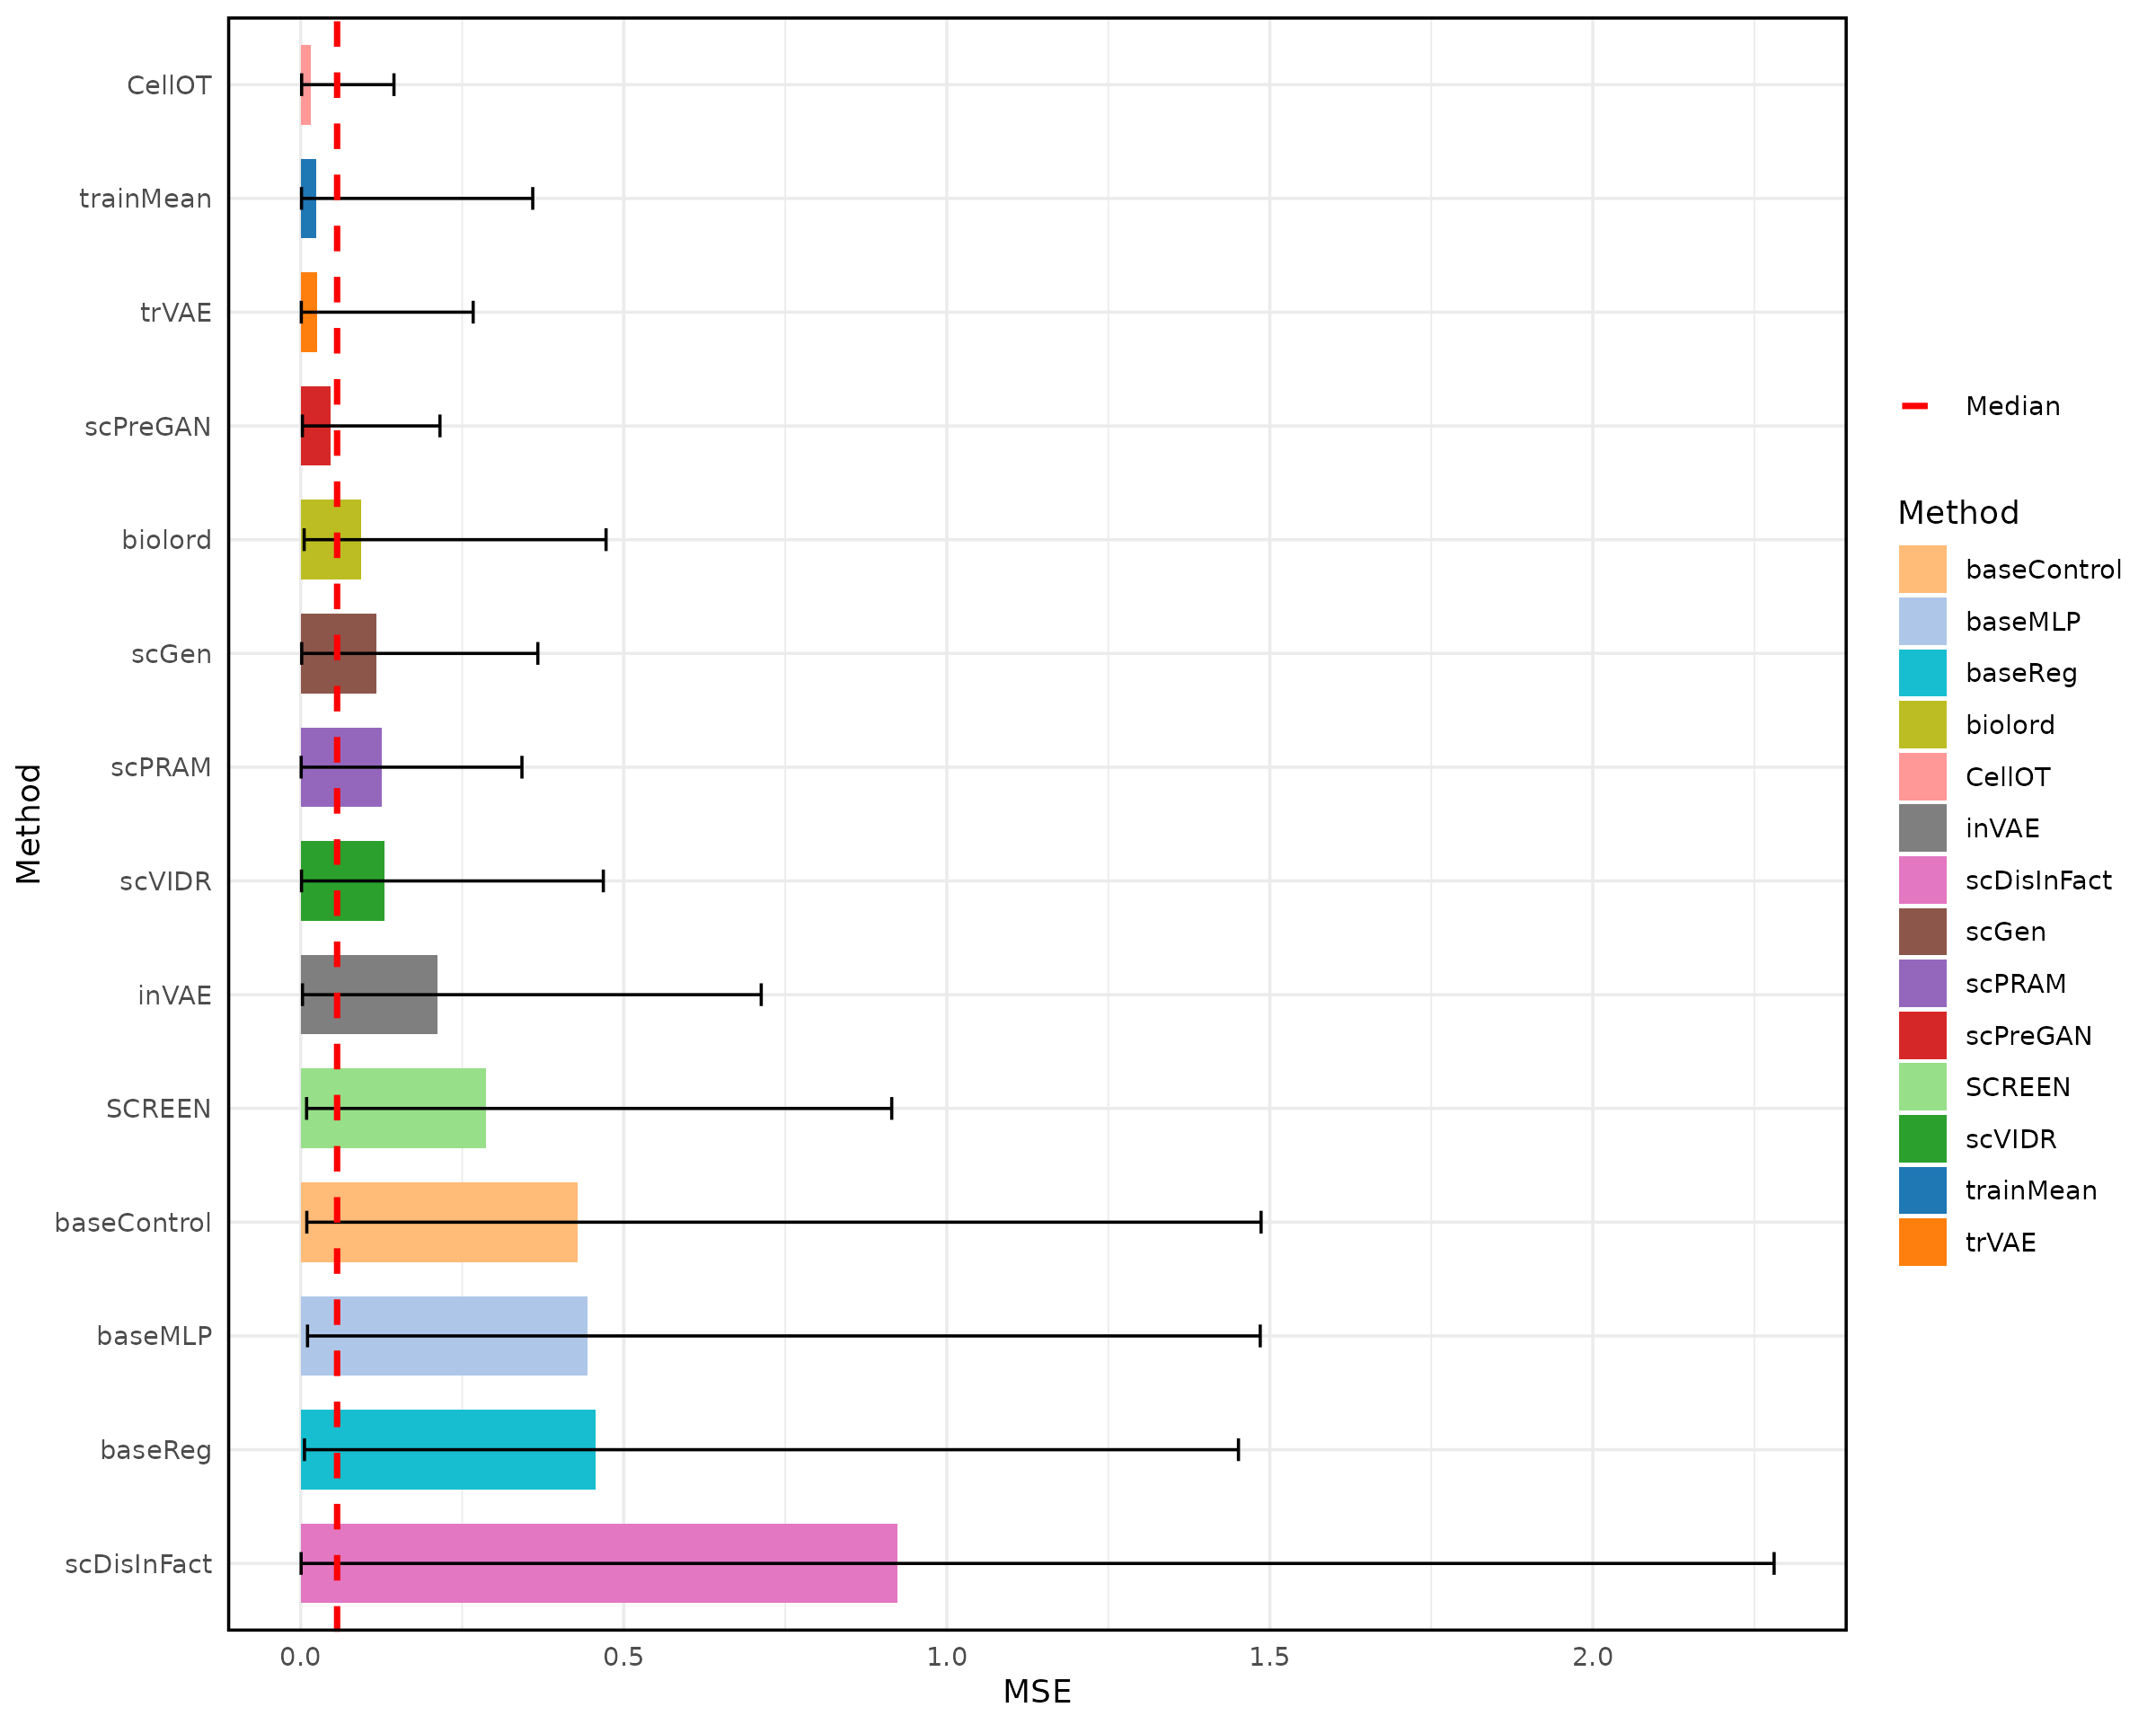 CellOT
trainMean
trVAE
scPreGAN
biolord
scGen
scPRAM
scVIDR
inVAE
SCREEN
baseControl
baseMLP
baseReg
scDisInFact
Method
0.0 0.5 1.0 1.5 2.0
MSE
Median
Method
baseControl
baseMLP
baseReg
biolord
CellOT
inVAE
scDisInFact
scGen
scPRAM
scPreGAN
SCREEN
scVIDR
trainMean
trVAE